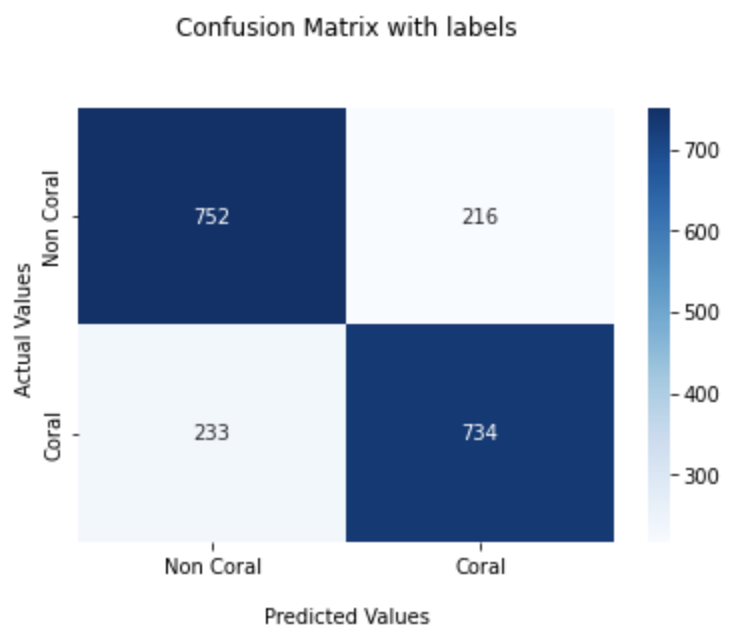 Confusion Matrix with labels
Actual Values
Non Coral
752
216
Coral
233
734
Non Coral
Coral
Predicted Values
700
600
500
400
300